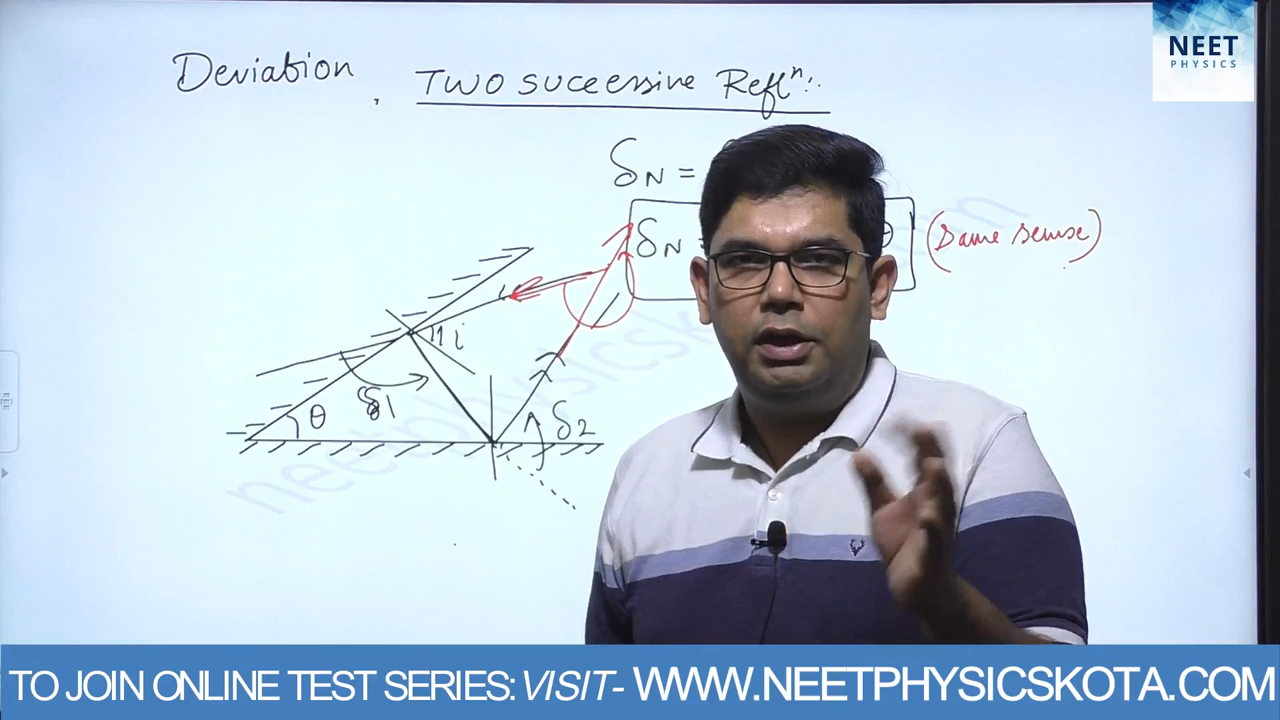 NEET
PHYSICS
Deviation, Two successive Reflⁿ:.
δN =
δN = θ (Same sense)
i
θ δ1 δ2
TO JOIN ONLINE TEST SERIES: VISIT- WWW.NEETPHYSICSKOTA.COM